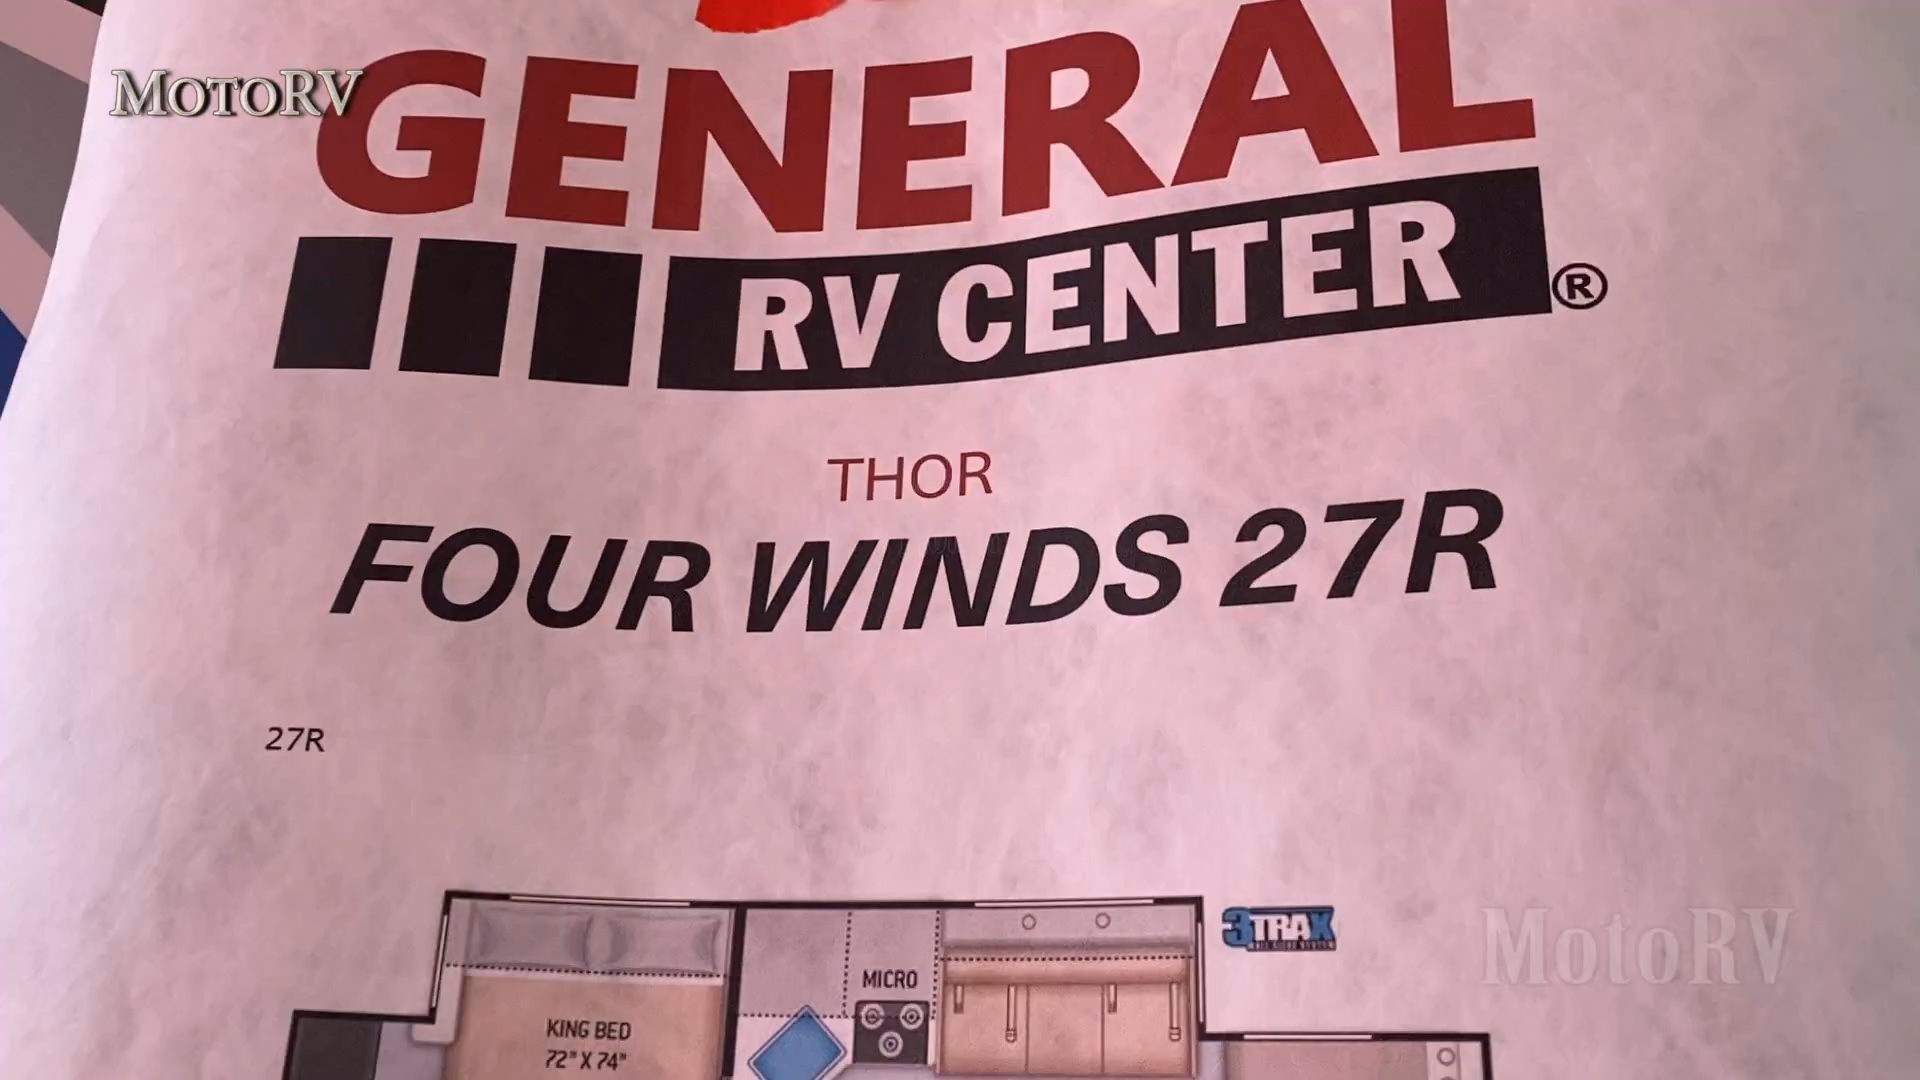 MotoRV
GENERAL
RV CENTER®
THOR
FOUR WINDS 27R
27R
3TRAX
MICRO
KING BED
72" X 74"
MotoRV